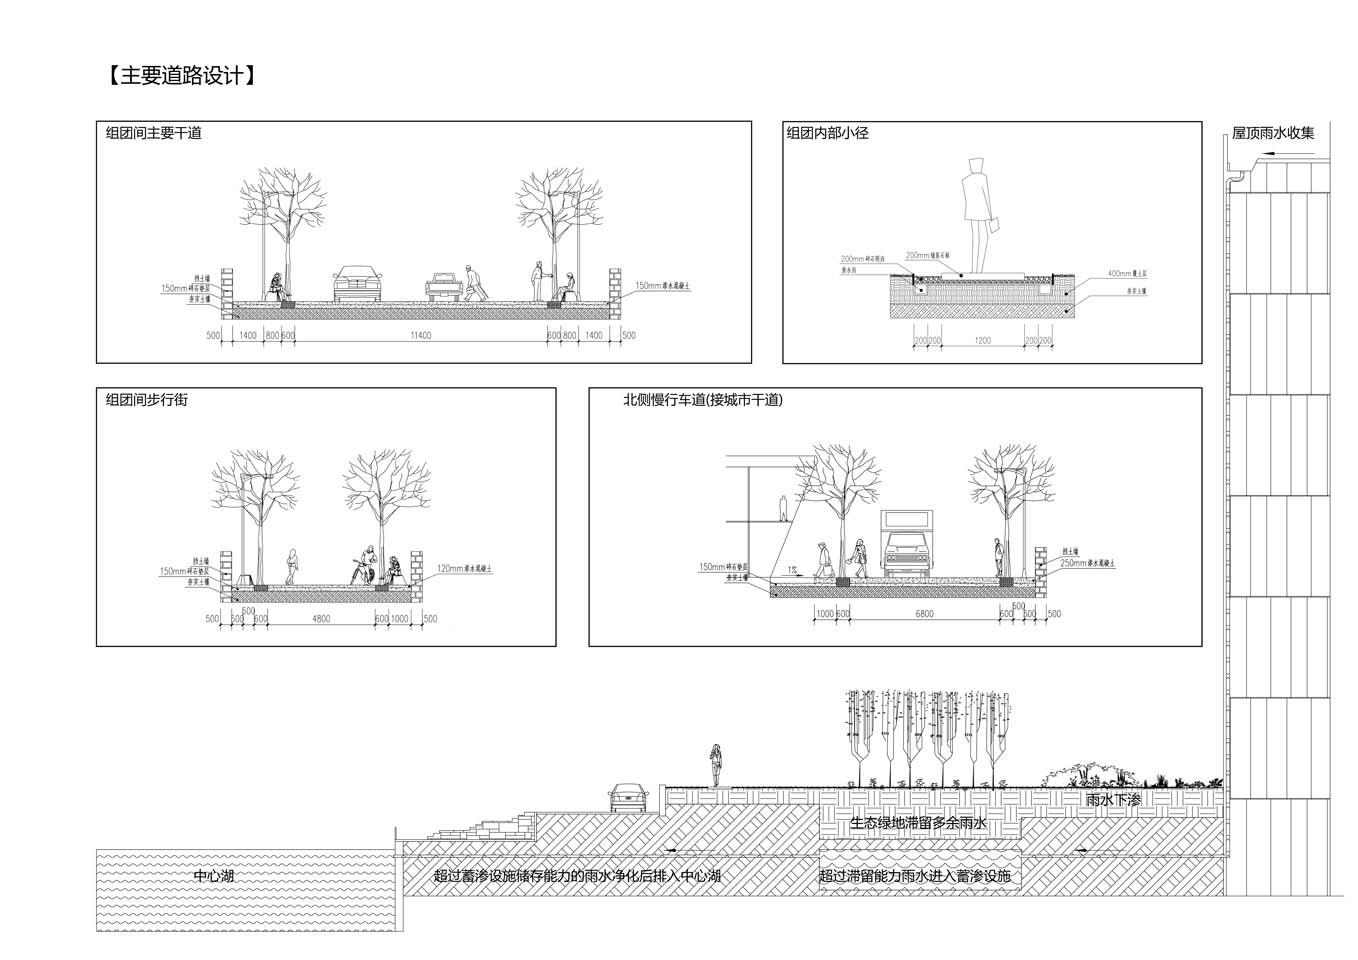 【主要道路设计】
组团间主要干道
挡土墙
150mm碎石垫层
夯实土壤
150mm渗水混凝土
500 1400 800 600 11400 600 800 1400 500
组团内部小径
200mm碎石明沟
200mm铺装石板
排水沟
400mm覆土层
夯实土壤
200 200 1200 200 200
屋顶雨水收集
组团间步行街
挡土墙
150mm碎石垫层
夯实土壤
120mm渗水混凝土
500 500 500 600 4800 600 1000 500
北侧慢行车道(接城市干道)
150mm碎石垫层
夯实土壤
1%
挡土墙
250mm渗水混凝土
1000 600 6800 600 500 500 500
雨水下渗
生态绿地滞留多余雨水
中心湖
超过蓄渗设施储存能力的雨水净化后排入中心湖
超过滞留能力雨水进入蓄渗设施